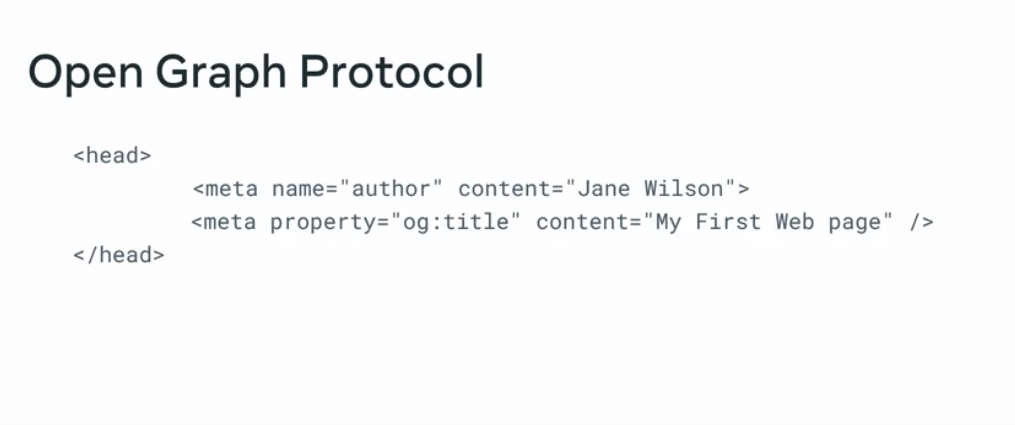 Open Graph Protocol
<head>
<meta name="author" content="Jane Wilson">
<meta property="og:title" content="My First Web page" />
</head>